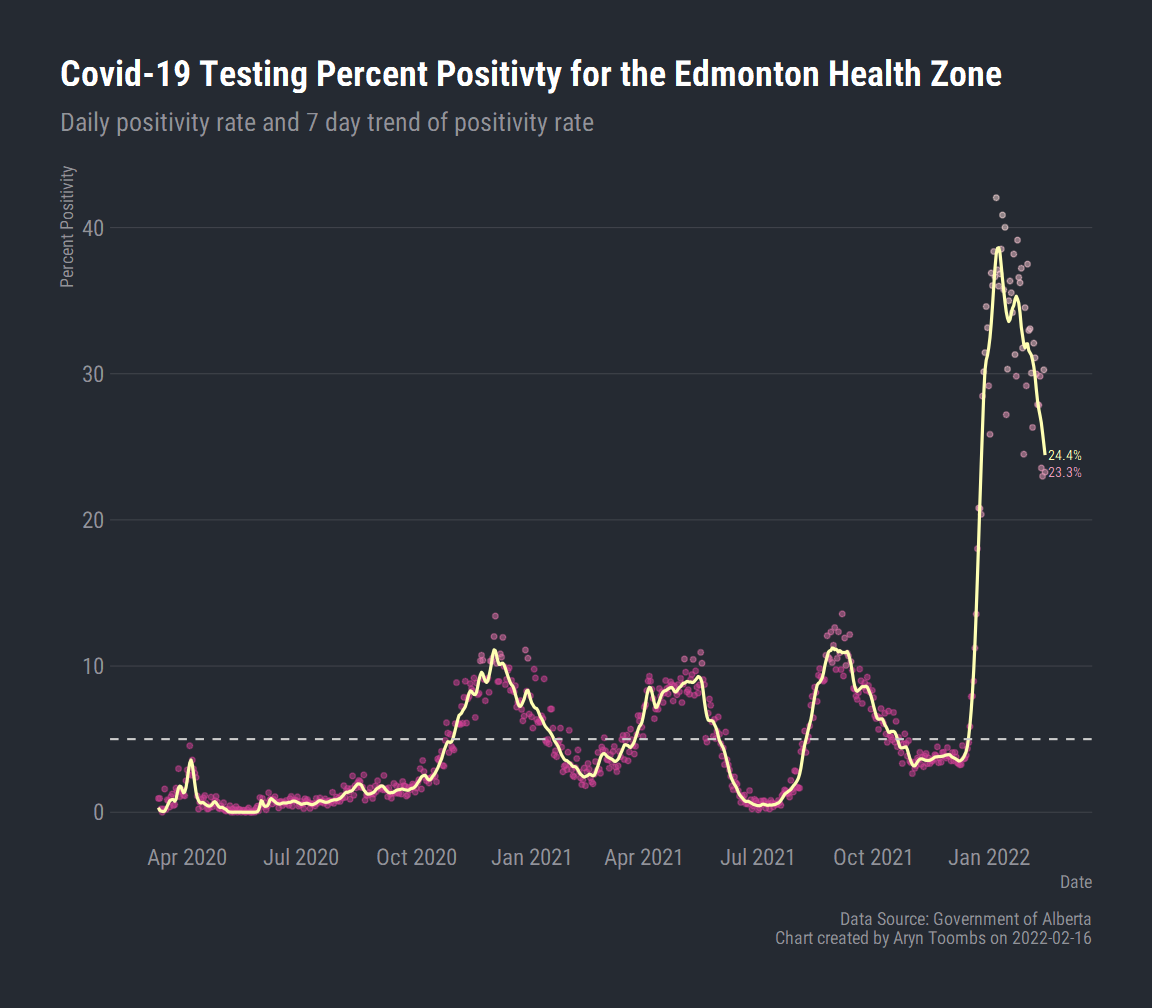 Covid-19 Testing Percent Positivty for the Edmonton Health Zone
Daily positivity rate and 7 day trend of positivity rate
Percent Positivity
40
30
20
10
0
24.4%
23.3%
Apr 2020 Jul 2020 Oct 2020 Jan 2021 Apr 2021 Jul 2021 Oct 2021 Jan 2022
Date
Data Source: Government of Alberta
Chart created by Aryn Toombs on 2022-02-16